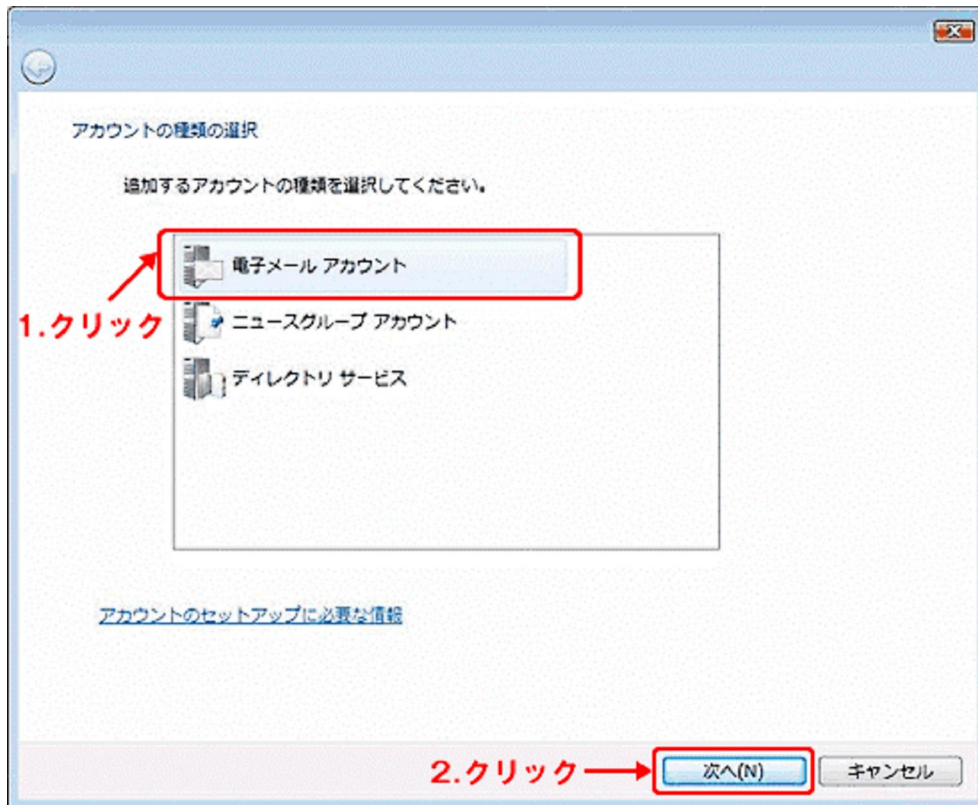 アカウントの種類の選択
追加するアカウントの種類を選択してください。
電子メール アカウント
1.クリック
ニュースグループ アカウント
ディレクトリ サービス
アカウントのセットアップに必要な情報
2.クリック
次へ(N)
キャンセル